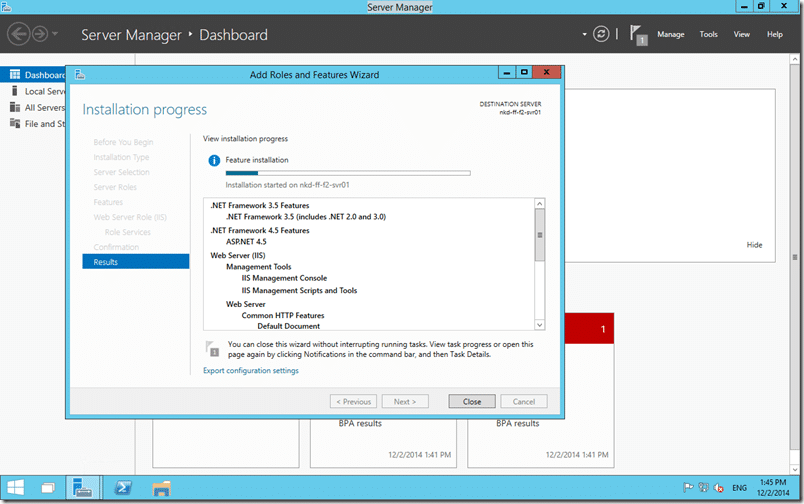 Server Manager
Server Manager • Dashboard
1
Manage
Tools
View
Help
Dashboard
Local Serve
All Servers
File and St
Add Roles and Features Wizard
Installation progress
DESTINATION SERVER
nkd-ff-f2-svr01
Before You Begin
Installation Type
Server Selection
Server Roles
Features
Web Server Role (IIS)
Role Services
Confirmation
Results
View installation progress
Feature installation
Installation started on nkd-ff-f2-svr01
.NET Framework 3.5 Features
.NET Framework 3.5 (includes .NET 2.0 and 3.0)
.NET Framework 4.5 Features
ASP.NET 4.5
Web Server (IIS)
Management Tools
IIS Management Console
IIS Management Scripts and Tools
Web Server
Common HTTP Features
Default Document
1
You can close this wizard without interrupting running tasks. View task progress or open this
page again by clicking Notifications in the command bar, and then Task Details.
Export configuration settings
< Previous
Next >
Close
Cancel
Hide
1
BPA results
12/2/2014 1:41 PM
BPA results
12/2/2014 1:41 PM
ENG
1:45 PM
12/2/2014